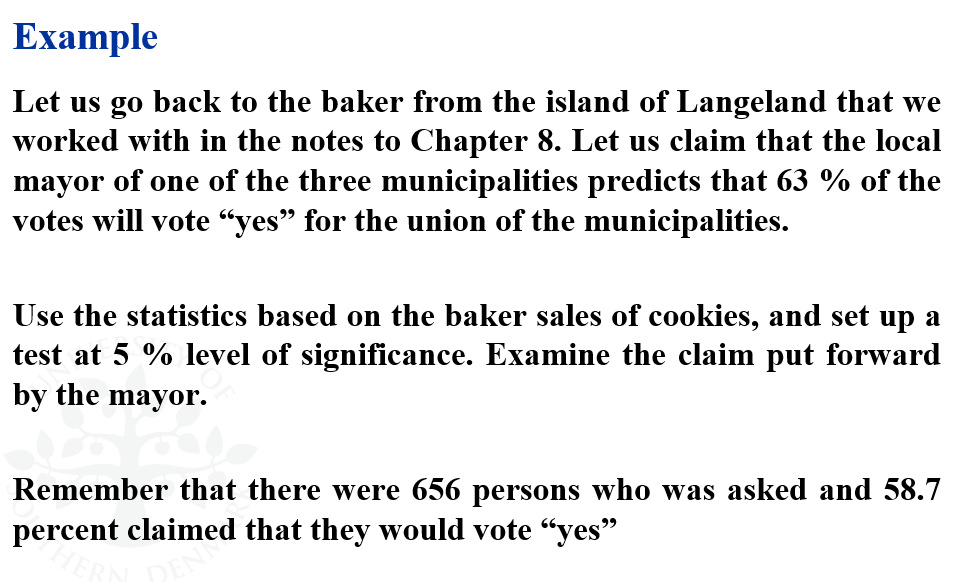 Example
Let us go back to the baker from the island of Langeland that we
worked with in the notes to Chapter 8. Let us claim that the local
mayor of one of the three municipalities predicts that 63 % of the
votes will vote “yes” for the union of the municipalities.
Use the statistics based on the baker sales of cookies, and set up a
test at 5 % level of significance. Examine the claim put forward
by the mayor.
Remember that there were 656 persons who was asked and 58.7
percent claimed that they would vote “yes”